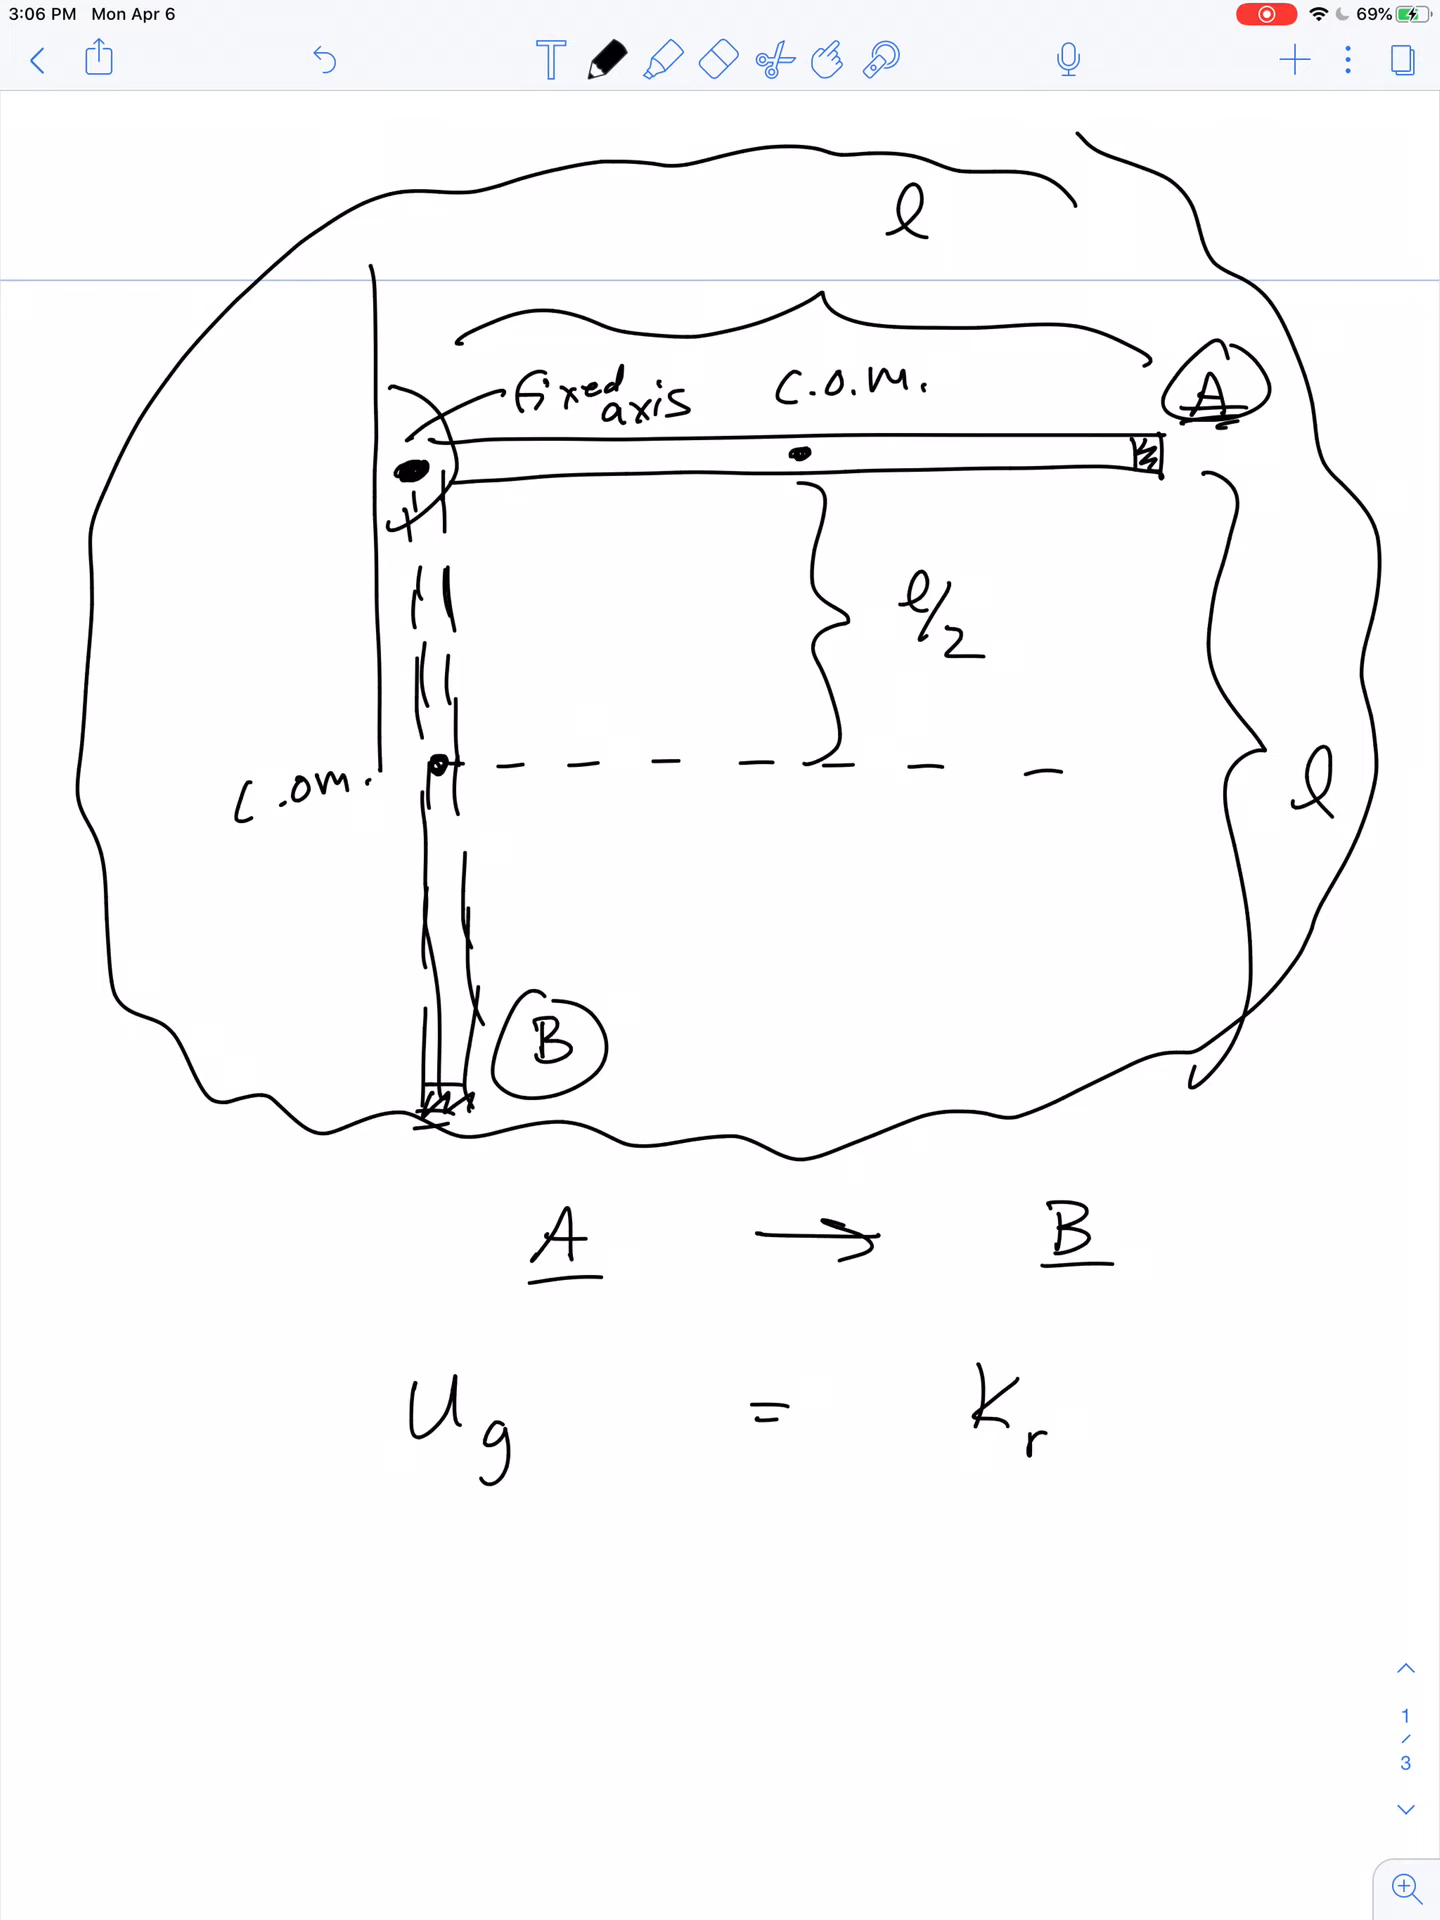 3:06 PM Mon Apr 6
69%
T
l
fixed
axis
C.O.M.
A
l/2
C.OM.
l
B
A → B
Ug = Kr
1
/
3